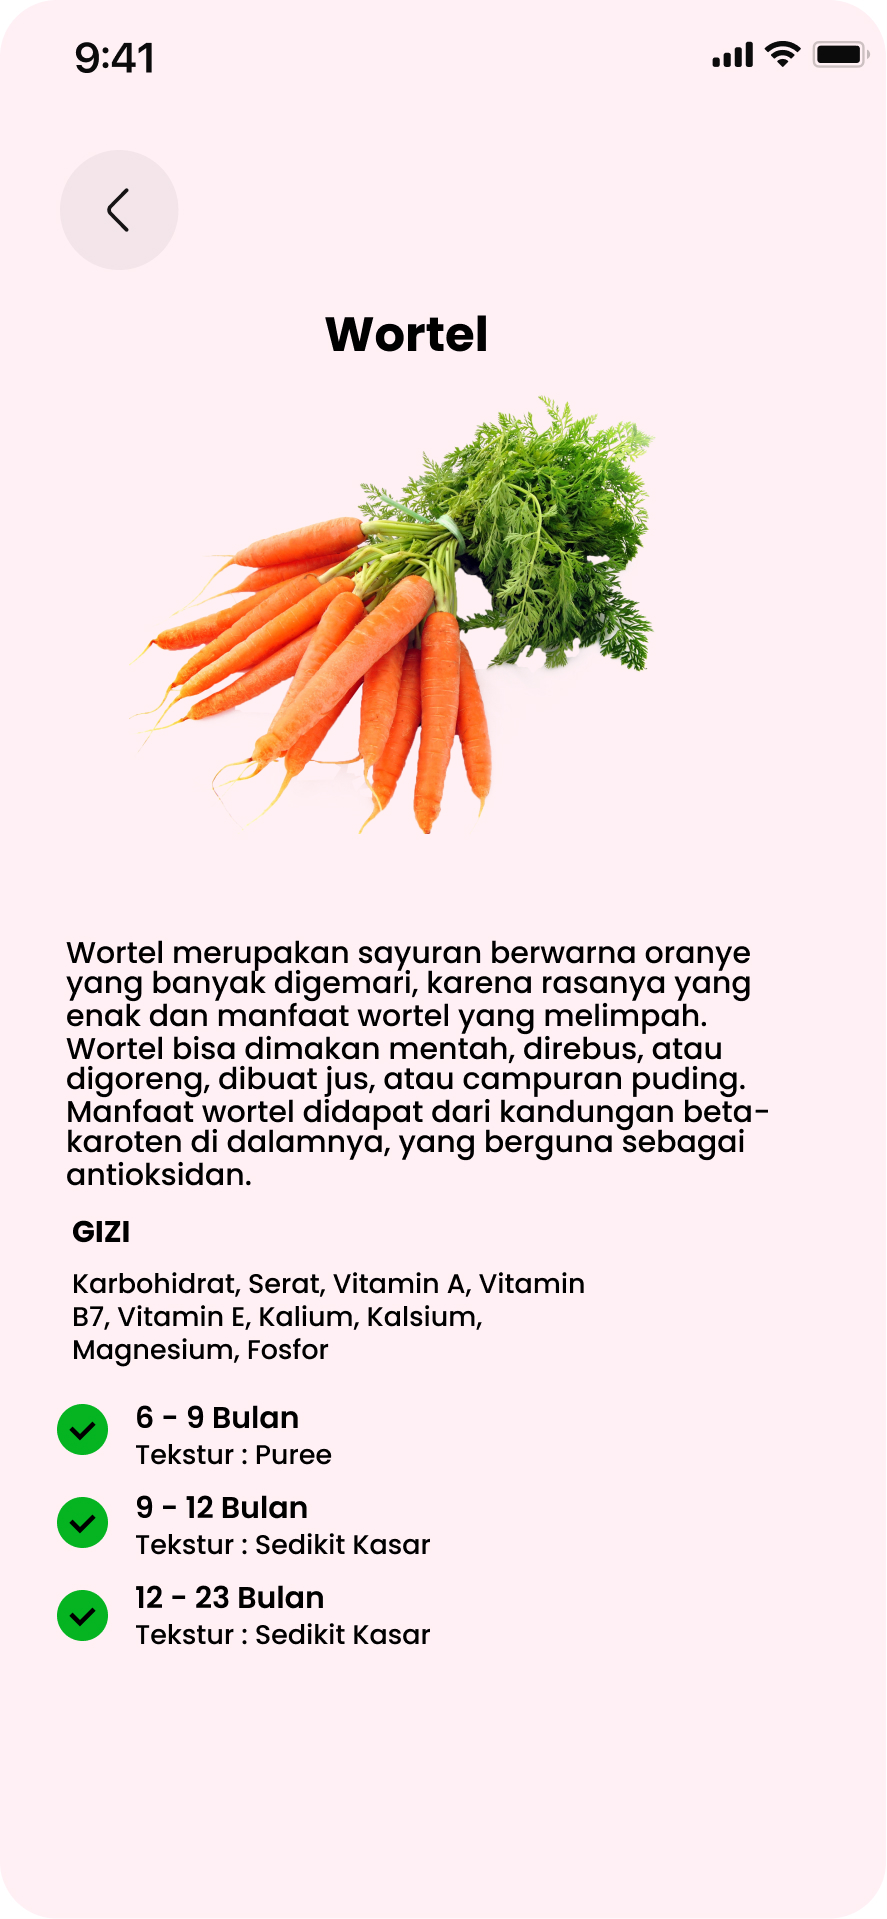 9:41
Wortel
Wortel merupakan sayuran berwarna oranye
yang banyak digemari, karena rasanya yang
enak dan manfaat wortel yang melimpah.
Wortel bisa dimakan mentah, direbus, atau
digoreng, dibuat jus, atau campuran puding.
Manfaat wortel didapat dari kandungan beta-
karoten di dalamnya, yang berguna sebagai
antioksidan.
GIZI
Karbohidrat, Serat, Vitamin A, Vitamin
B7, Vitamin E, Kalium, Kalsium,
Magnesium, Fosfor
6 - 9 Bulan
Tekstur : Puree
9 - 12 Bulan
Tekstur : Sedikit Kasar
12 - 23 Bulan
Tekstur : Sedikit Kasar